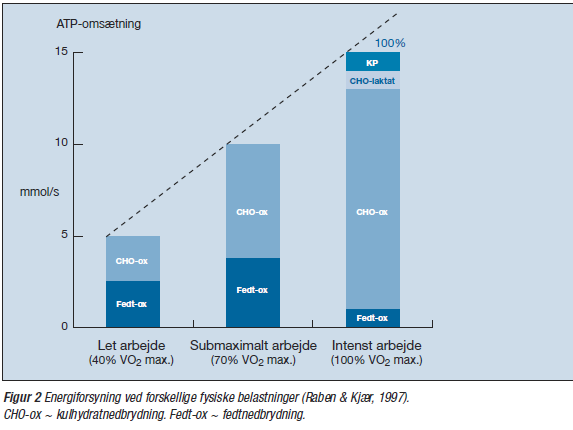 ATP-omsætning
15
100%
KP
CHO-laktat
10
mmol/s
CHO-ox
CHO-ox
5
CHO-ox
Fedt-ox
Fedt-ox
Fedt-ox
0
Let arbejde Submaximalt arbejde Intenst arbejde
(40% VO2 max.) (70% VO2 max.) (100% VO2 max.)
Figur 2 Energiforsyning ved forskellige fysiske belastninger (Raben & Kjær, 1997).
CHO-ox ~ kulhydratnedbrydning. Fedt-ox ~ fedtnedbrydning.